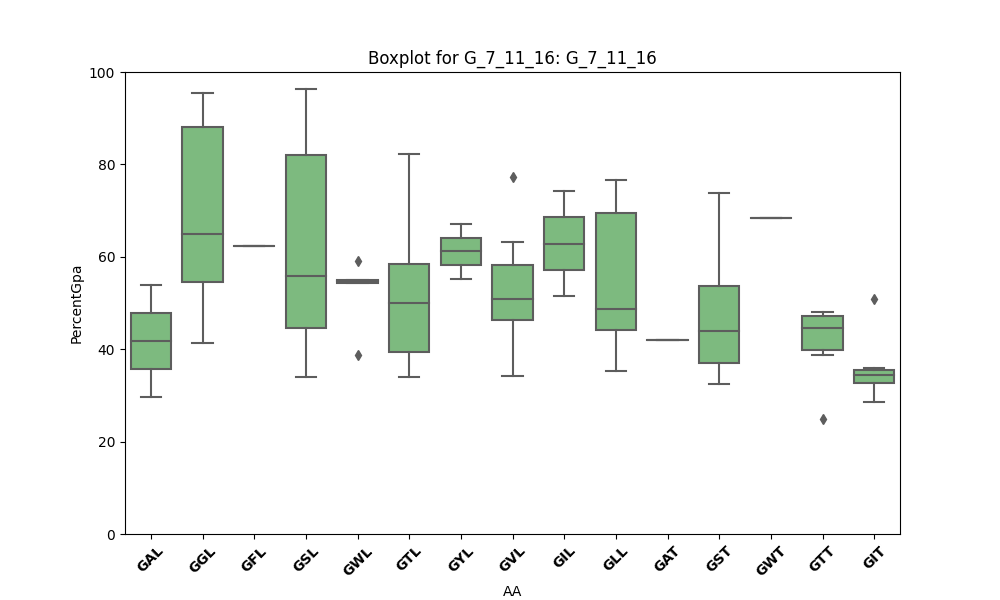 Boxplot for G_7_11_16: G_7_11_16
100
80
60
40
20
0
PercentGpa
GAL GGL GFL GSL GWL GTL GYL GVL GIL GLL GAT GST GWT GTT GIT
AA